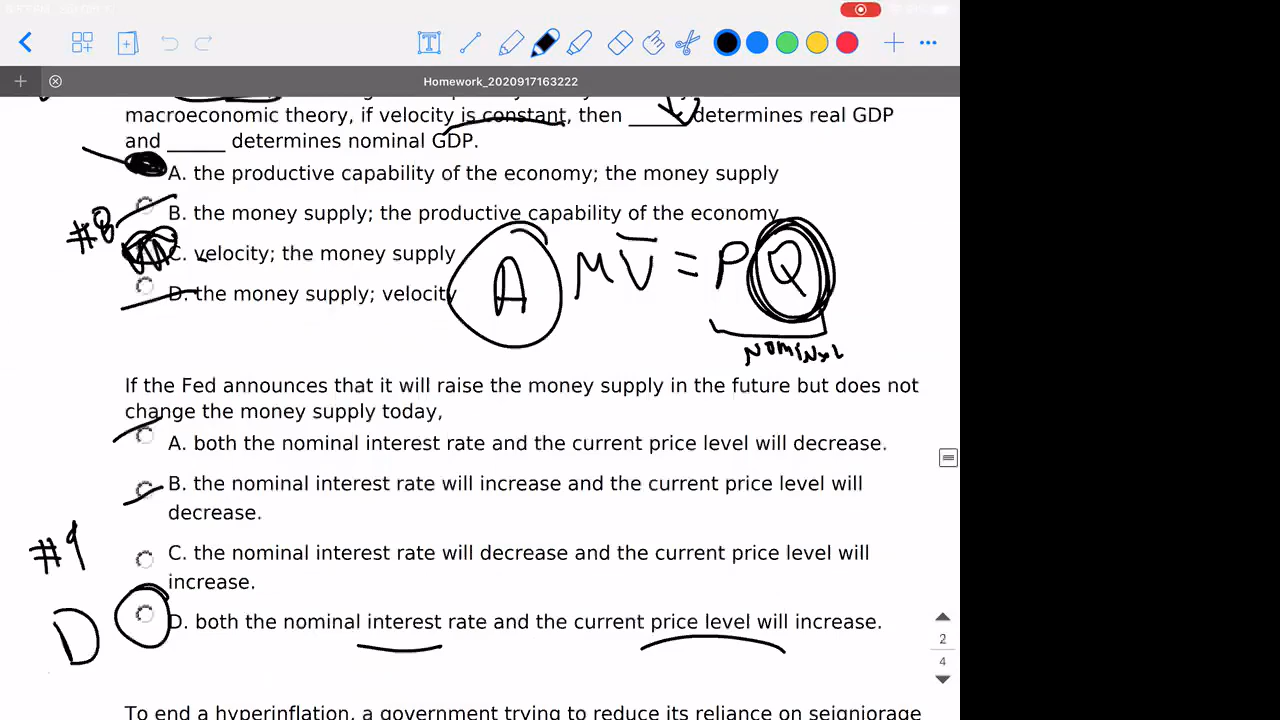 Homework_2020917163222
macroeconomic theory, if velocity is constant, then _____ determines real GDP
and _____ determines nominal GDP.
A. the productive capability of the economy; the money supply
B. the money supply; the productive capability of the economy
#8
C. velocity; the money supply
D. the money supply; velocity
A
MV̅ = PQ
NOMINAL
If the Fed announces that it will raise the money supply in the future but does not
change the money supply today,
A. both the nominal interest rate and the current price level will decrease.
B. the nominal interest rate will increase and the current price level will
decrease.
#9
C. the nominal interest rate will decrease and the current price level will
increase.
D
D. both the nominal interest rate and the current price level will increase.
2
4
To end a hyperinflation, a government trying to reduce its reliance on seigniorage